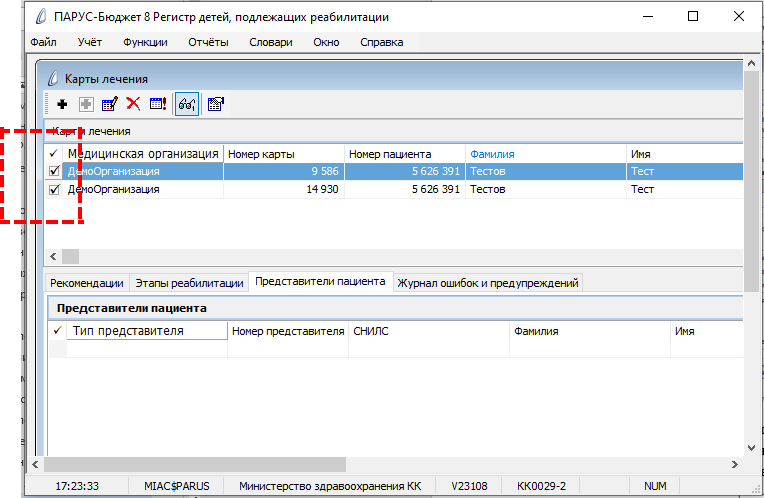 ПАРУС-Бюджет 8 Регистр детей, подлежащих реабилитации
Файл Учёт Функции Отчёты Словари Окно Справка
Карты лечения
Карты лечения
Медицинская организация Номер карты Номер пациента Фамилия Имя
ДемоОрганизация 9 586 5 626 391 Тестов Тест
ДемоОрганизация 14 930 5 626 391 Тестов Тест
Рекомендации Этапы реабилитации Представители пациента Журнал ошибок и предупреждений
Представители пациента
Тип представителя Номер представителя СНИЛС Фамилия Имя
17:23:33 MIAC$PARUS Министерство здравоохранения КК V23108 КК0029-2 NUM